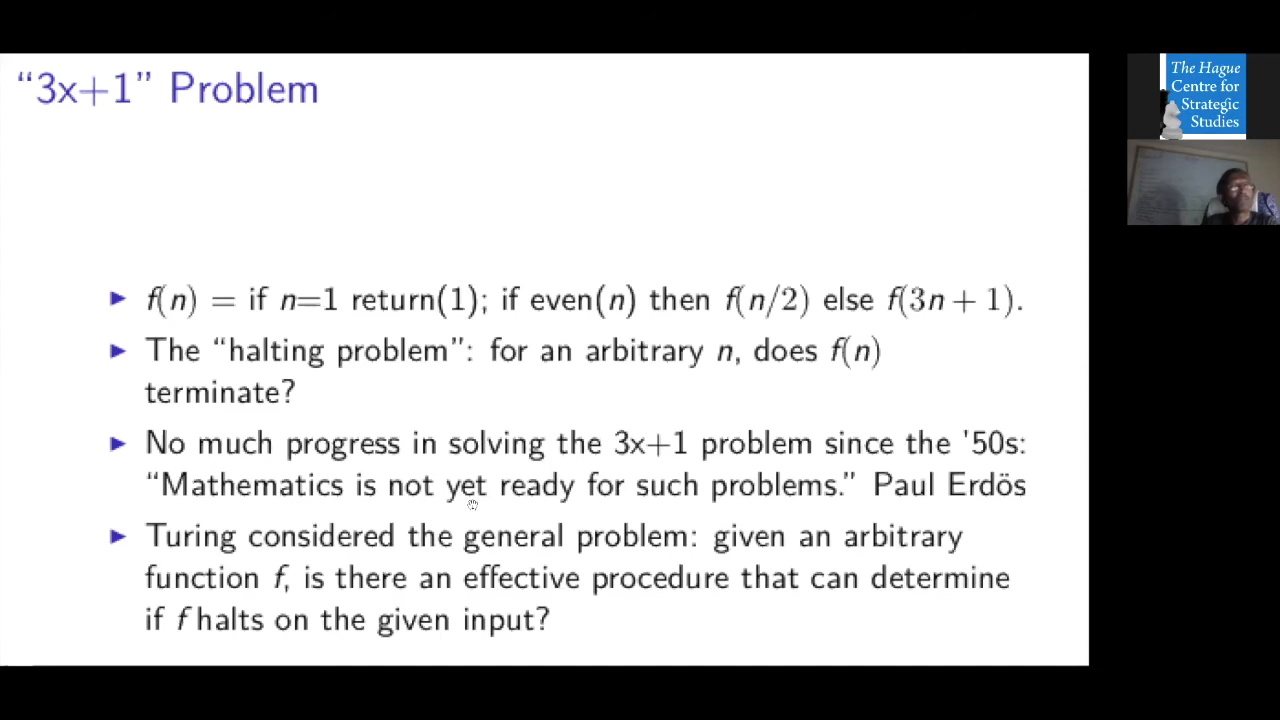 “3x+1” Problem
▶ f(n) = if n=1 return(1); if even(n) then f(n/2) else f(3n + 1).
▶ The “halting problem”: for an arbitrary n, does f(n)
terminate?
▶ No much progress in solving the 3x+1 problem since the '50s:
“Mathematics is not yet ready for such problems.” Paul Erdös
▶ Turing considered the general problem: given an arbitrary
function f, is there an effective procedure that can determine
if f halts on the given input?
The Hague
Centre for
Strategic
Studies